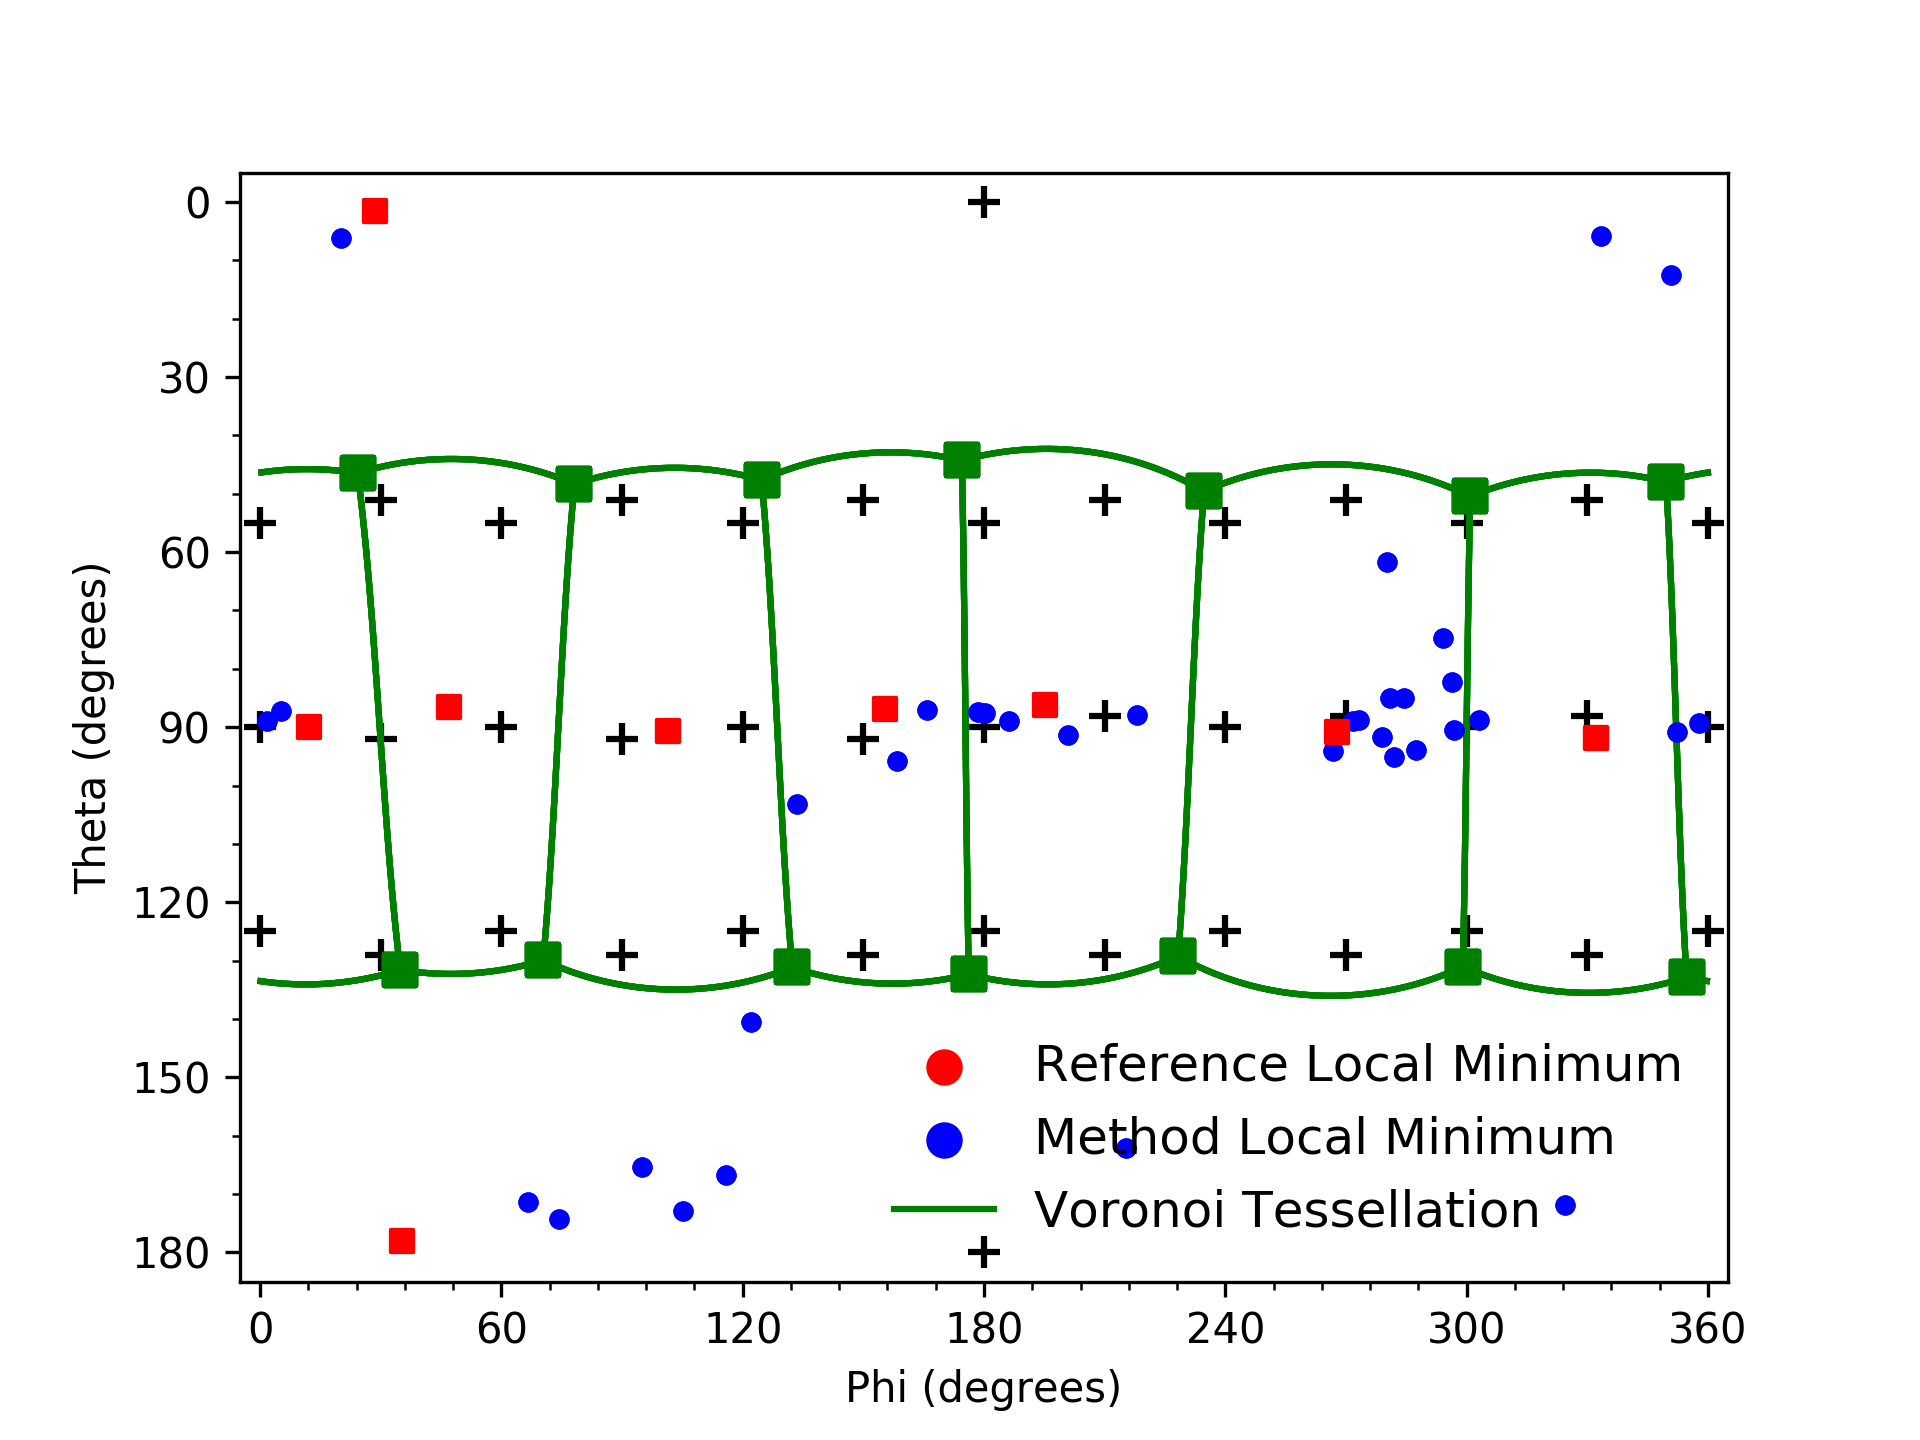 0
30
60
90
120
150
180
Theta (degrees)
Reference Local Minimum
Method Local Minimum
Voronoi Tessellation
0 60 120 180 240 300 360
Phi (degrees)